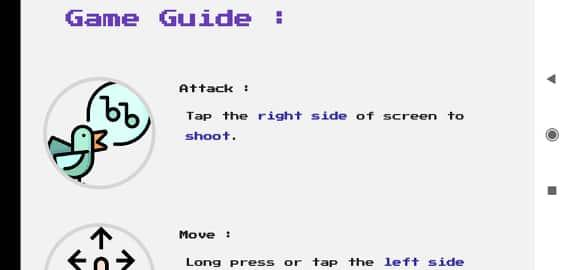 Game Guide :
Attack :
Tap the right side of screen to
shoot.
Move :
Long press or tap the left side